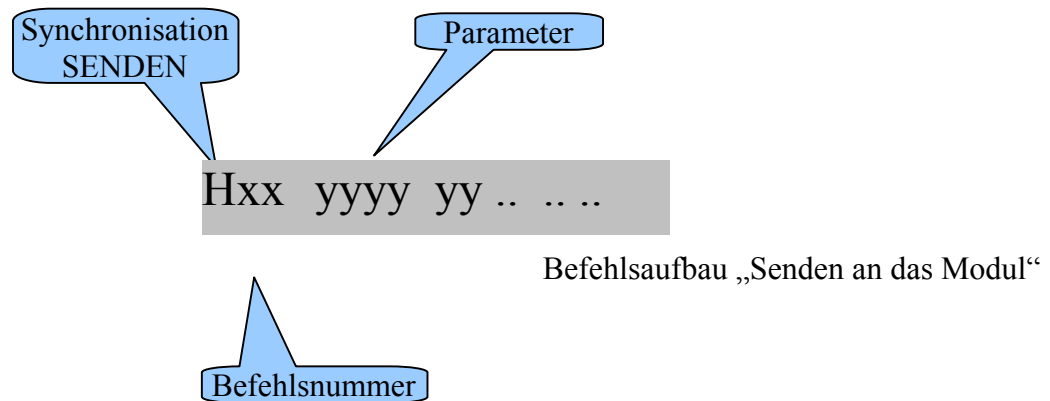 Synchronisation
SENDEN
Parameter
Hxx yyyy yy .. .. ..
Befehlsaufbau „Senden an das Modul“
Befehlsnummer